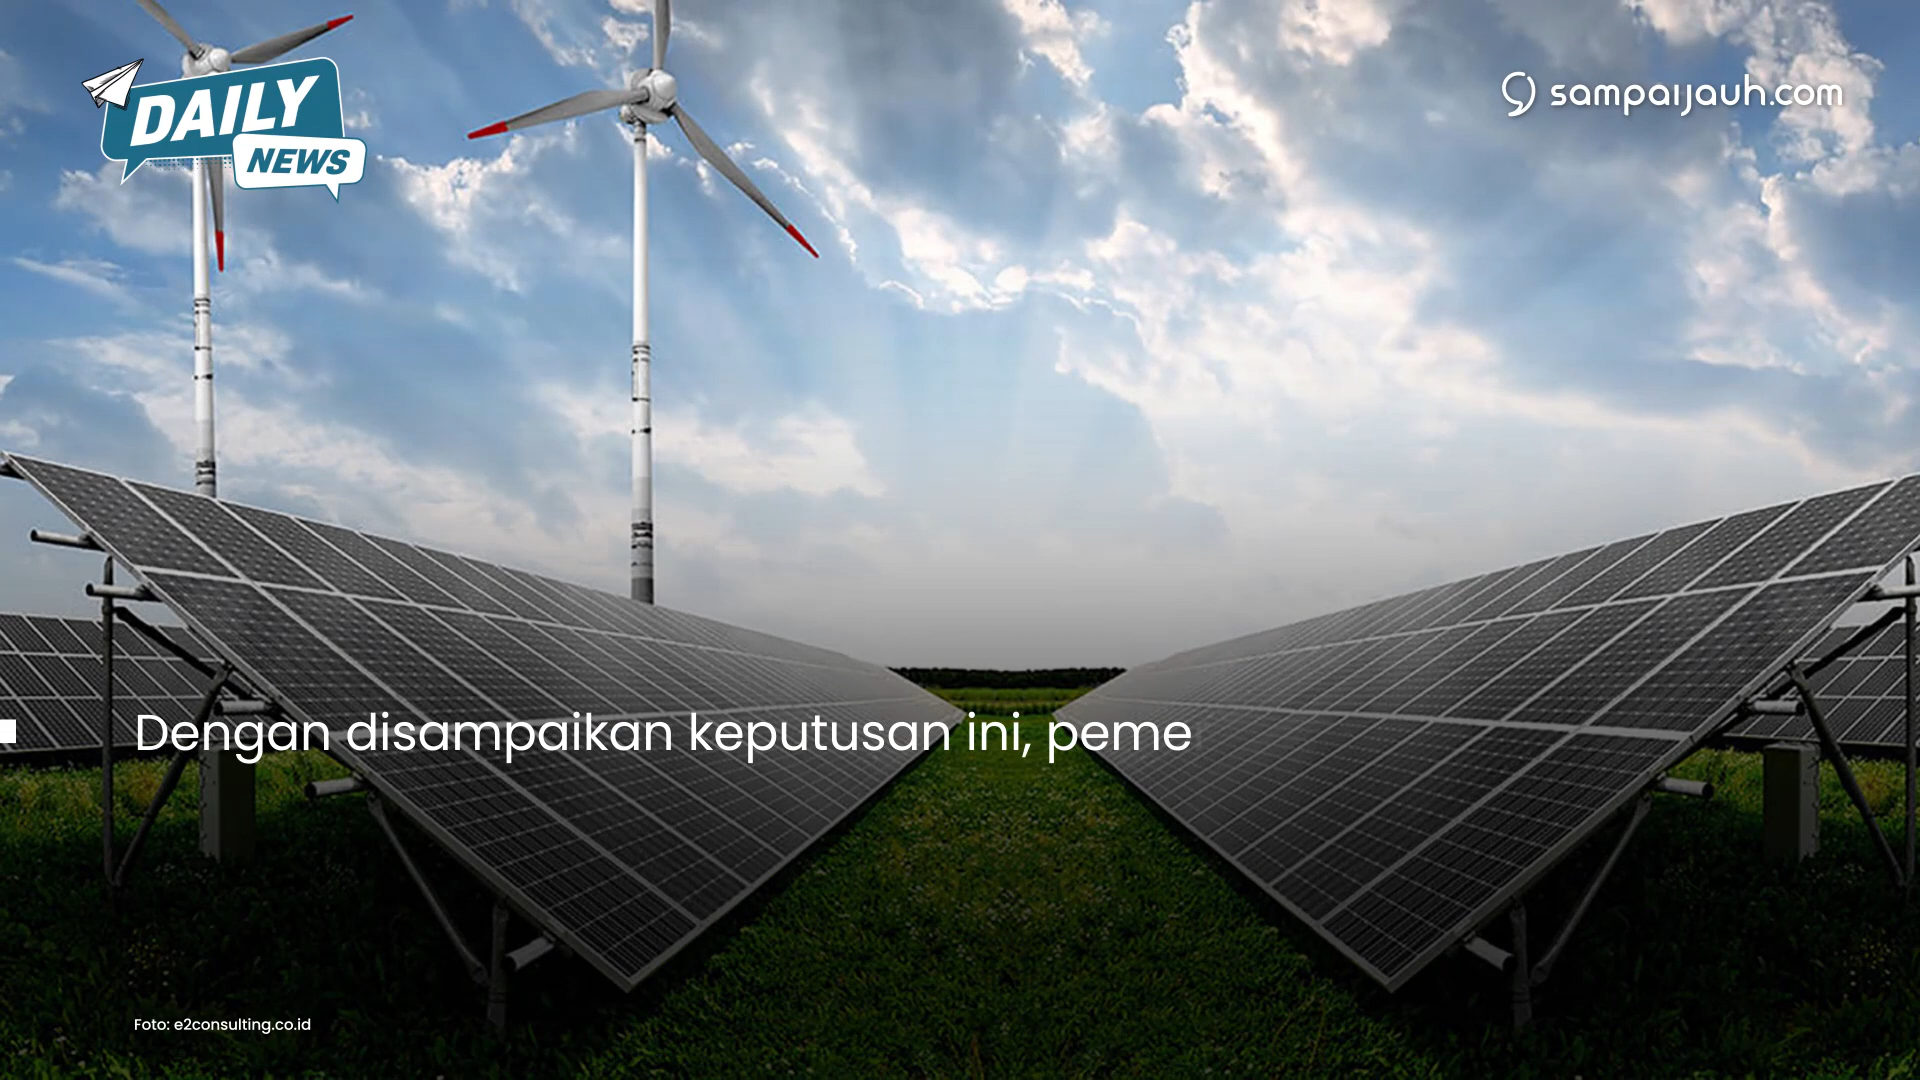 DAILY
NEWS
sampaijauh.com
Dengan disampaikan keputusan ini, peme
Foto: e2consulting.co.id